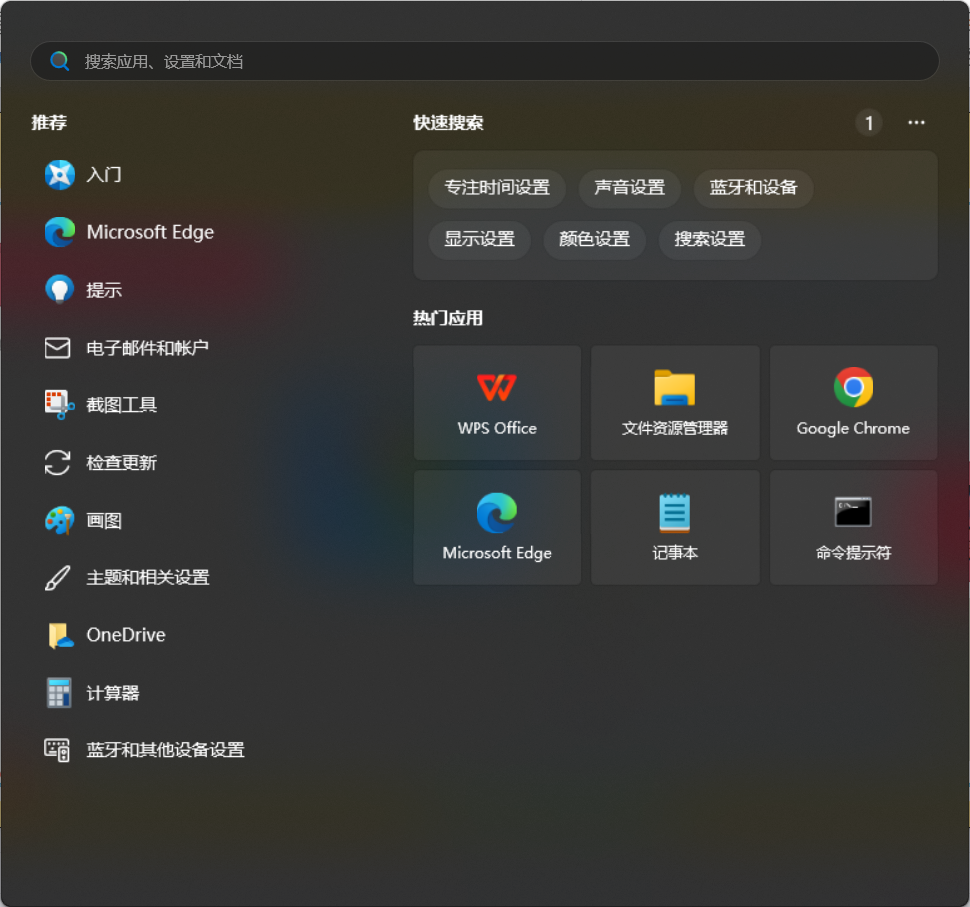 搜索应用、设置和文档
推荐
入门
Microsoft Edge
提示
电子邮件和帐户
截图工具
检查更新
画图
主题和相关设置
OneDrive
计算器
蓝牙和其他设备设置
快速搜索
1
专注时间设置 声音设置 蓝牙和设备
显示设置 颜色设置 搜索设置
热门应用
WPS Office 文件资源管理器 Google Chrome
Microsoft Edge 记事本 命令提示符